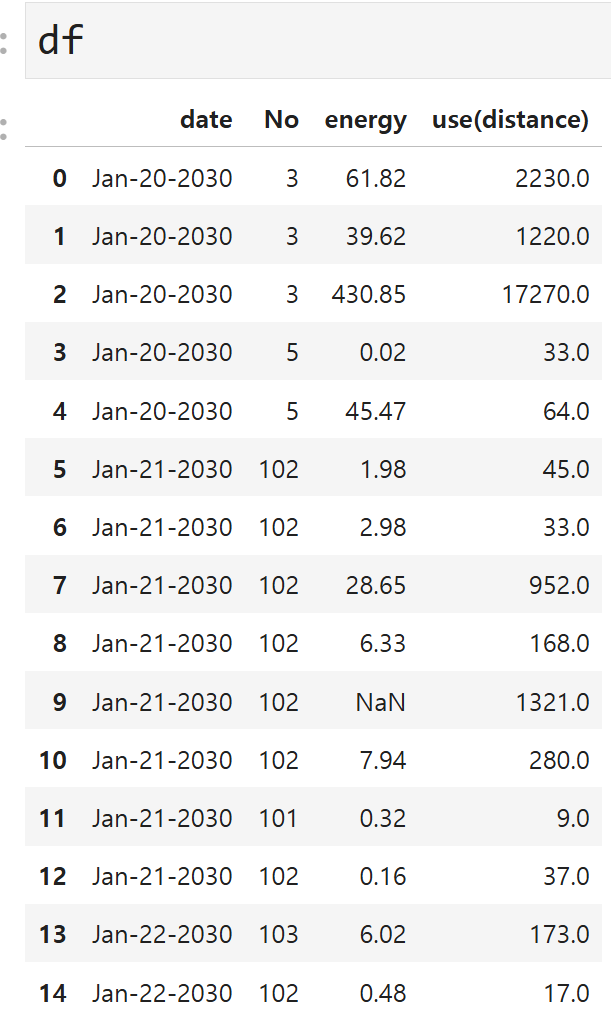 df
date No energy use(distance)
0 Jan-20-2030 3 61.82 2230.0
1 Jan-20-2030 3 39.62 1220.0
2 Jan-20-2030 3 430.85 17270.0
3 Jan-20-2030 5 0.02 33.0
4 Jan-20-2030 5 45.47 64.0
5 Jan-21-2030 102 1.98 45.0
6 Jan-21-2030 102 2.98 33.0
7 Jan-21-2030 102 28.65 952.0
8 Jan-21-2030 102 6.33 168.0
9 Jan-21-2030 102 NaN 1321.0
10 Jan-21-2030 102 7.94 280.0
11 Jan-21-2030 101 0.32 9.0
12 Jan-21-2030 102 0.16 37.0
13 Jan-22-2030 103 6.02 173.0
14 Jan-22-2030 102 0.48 17.0